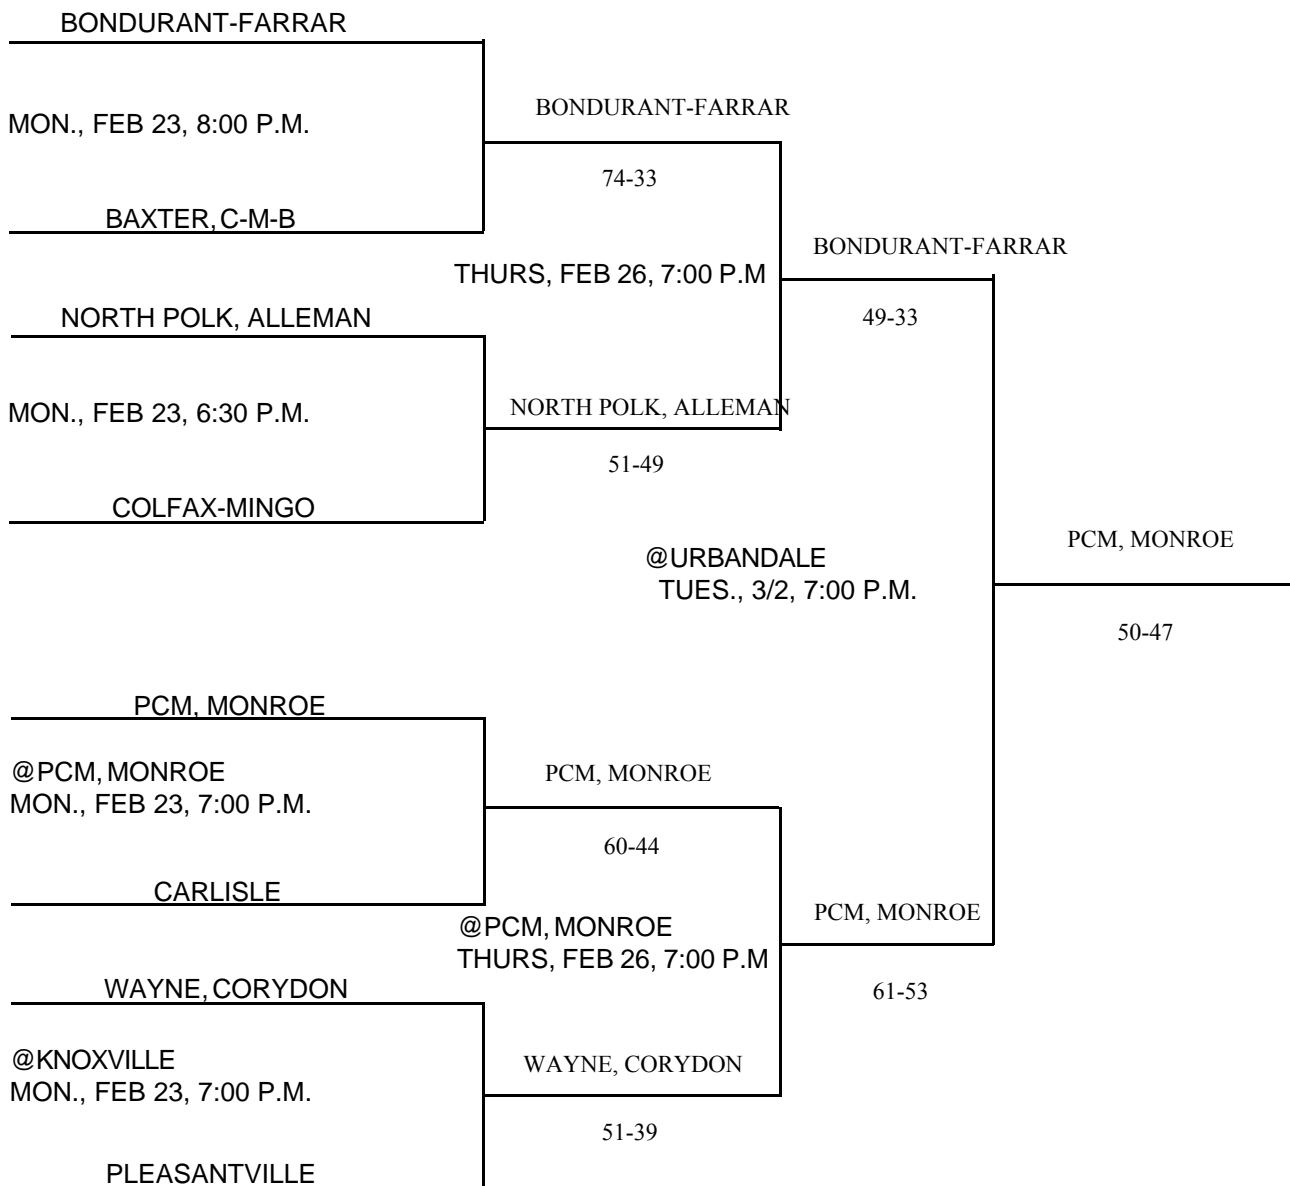 BONDURANT-FARRAR
MON., FEB 23, 8:00 P.M.
BONDURANT-FARRAR
74-33
BAXTER, C-M-B
THURS, FEB 26, 7:00 P.M
BONDURANT-FARRAR
49-33
NORTH POLK, ALLEMAN
MON., FEB 23, 6:30 P.M.
NORTH POLK, ALLEMAN
51-49
COLFAX-MINGO
@URBANDALE
TUES., 3/2, 7:00 P.M.
PCM, MONROE
50-47
PCM, MONROE
@PCM, MONROE
MON., FEB 23, 7:00 P.M.
PCM, MONROE
60-44
CARLISLE
@PCM, MONROE
THURS, FEB 26, 7:00 P.M
PCM, MONROE
61-53
WAYNE, CORYDON
@KNOXVILLE
MON., FEB 23, 7:00 P.M.
WAYNE, CORYDON
51-39
PLEASANTVILLE